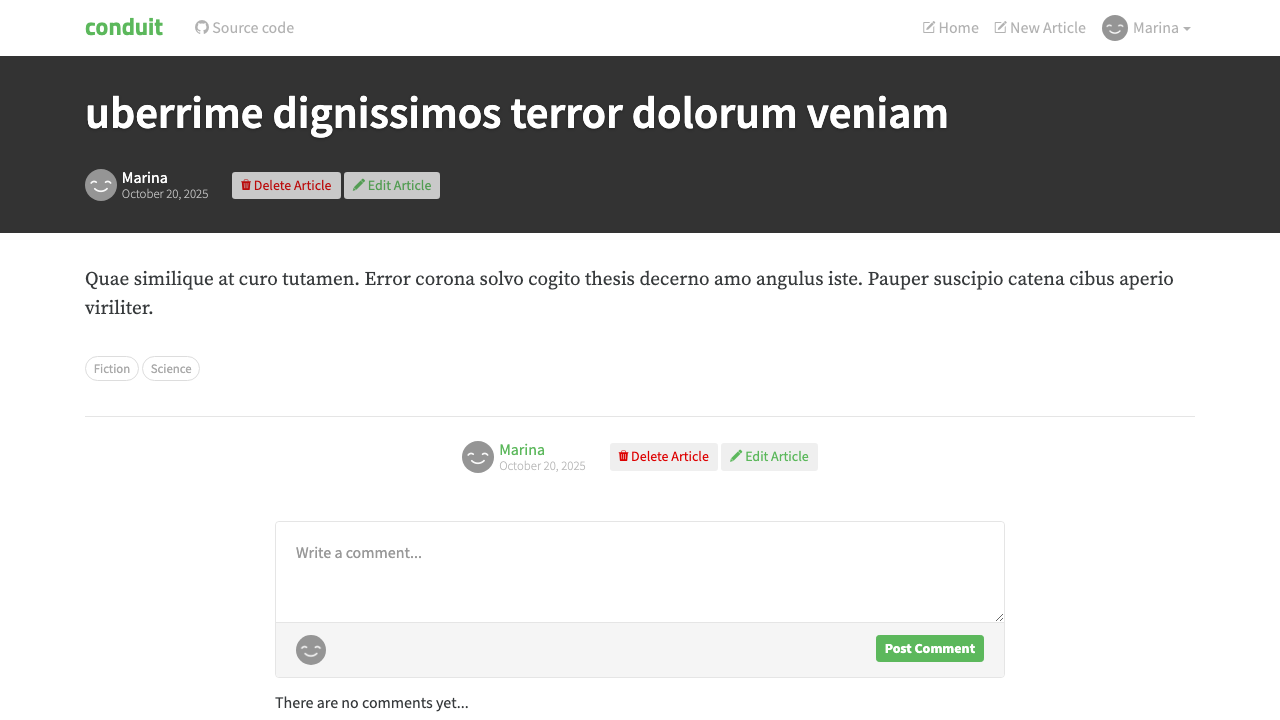 conduit
Source code
Home
New Article
Marina
uberrime dignissimos terror dolorum veniam
Marina
October 20, 2025
Delete Article
Edit Article
Quae similique at curo tutamen. Error corona solvo cogito thesis decerno amo angulus iste. Pauper suscipio catena cibus aperio
viriliter.
Fiction
Science
Marina
October 20, 2025
Delete Article
Edit Article
Write a comment...
Post Comment
There are no comments yet...